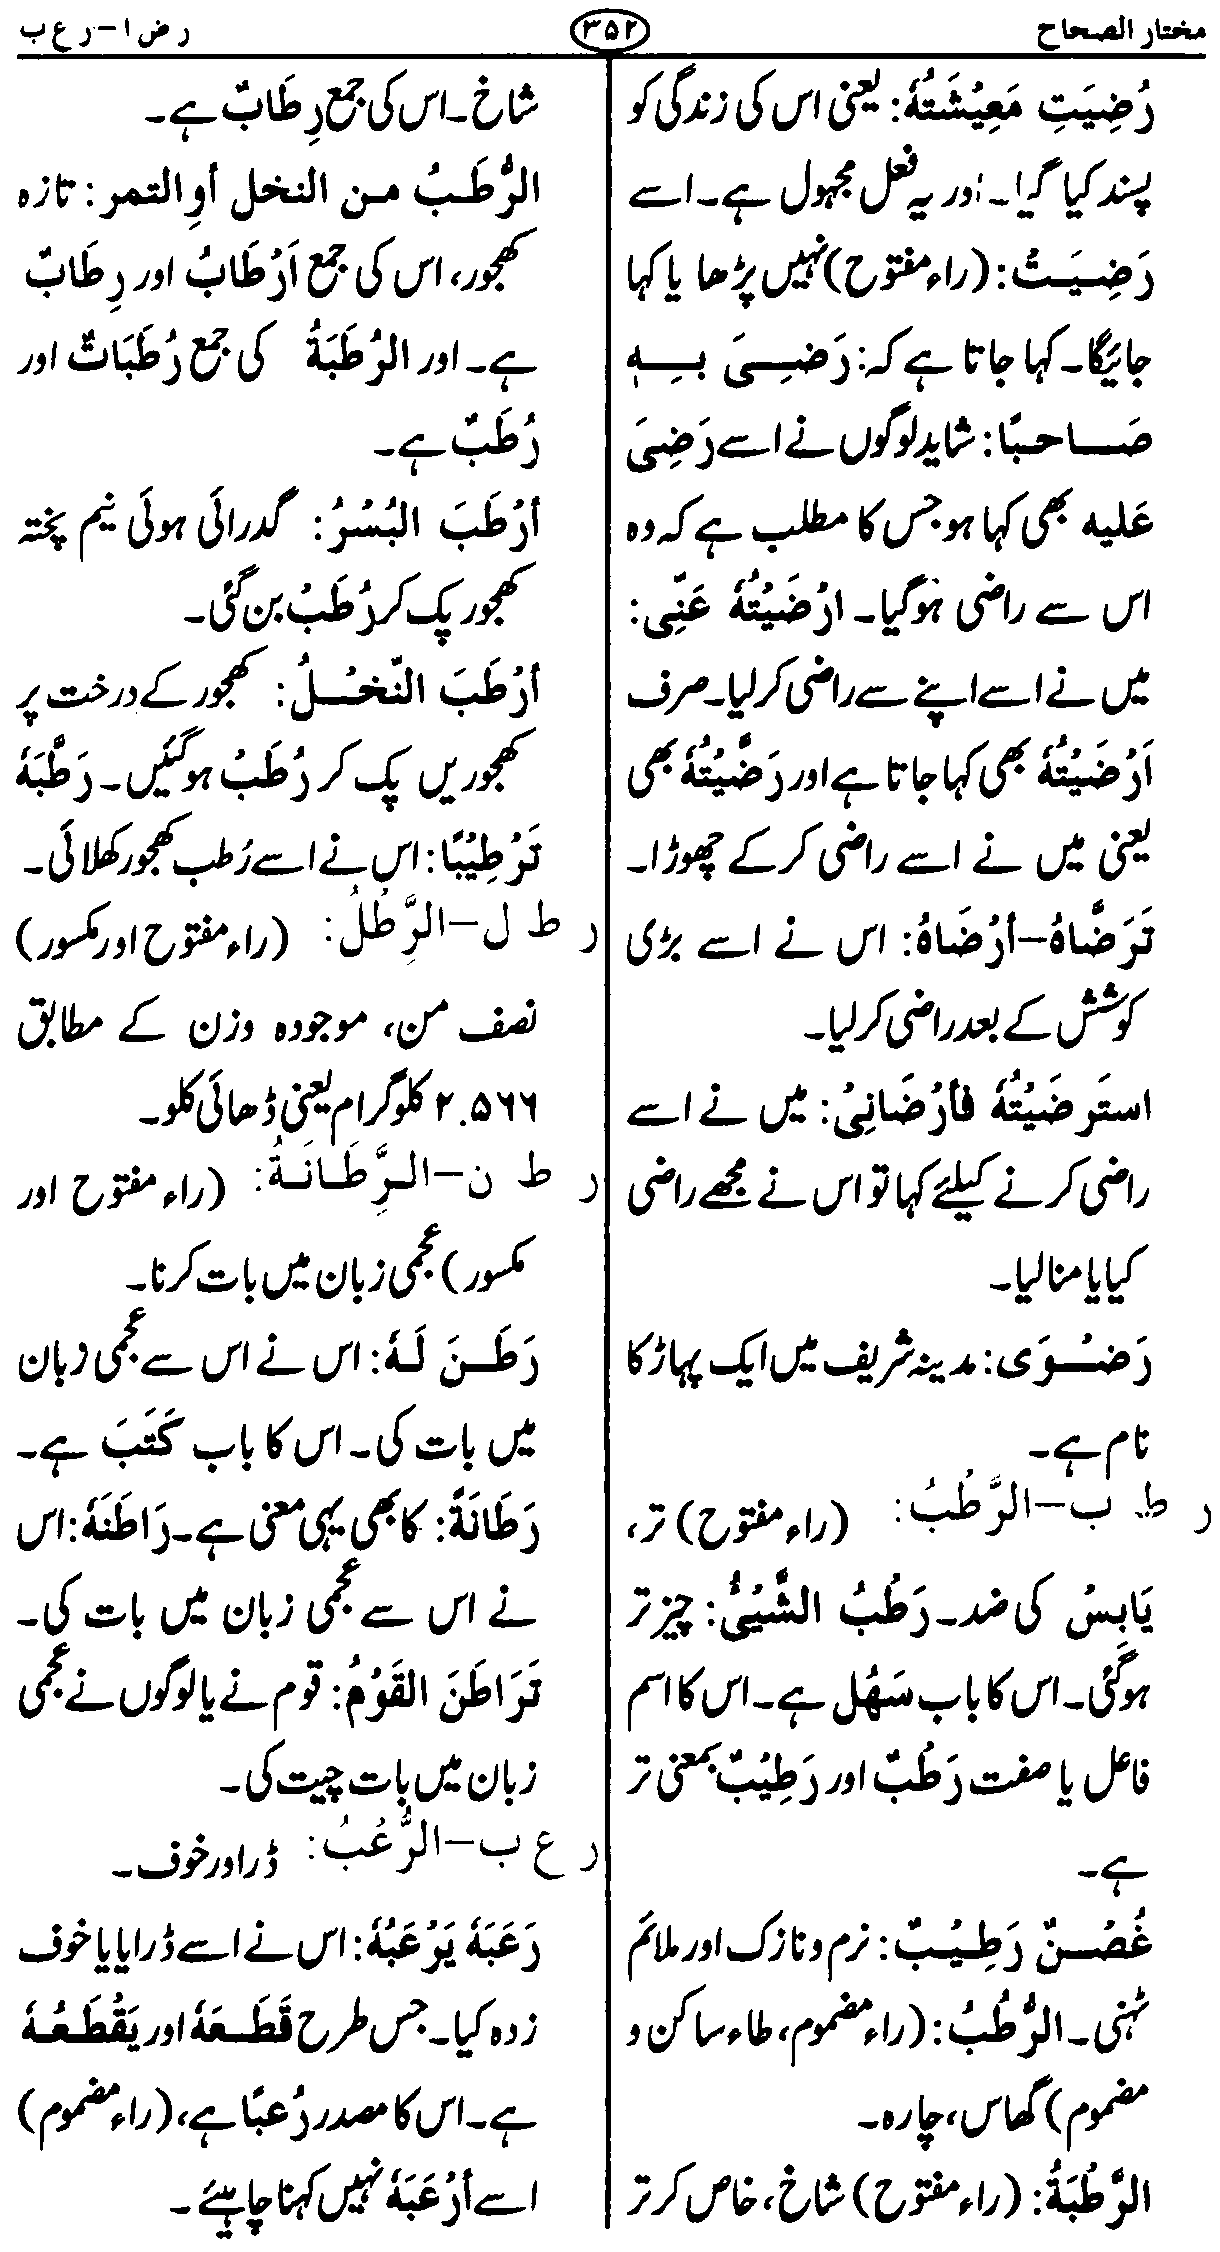 مختار الصحاح
۳۵۲
ر ض ا–ر ع ب
رُضِيَتِ مَعِيْشَتُهٗ: یعنی اس کی زندگی کو
پسند کیا گیا۔ اور یہ فعل مجہول ہے۔ اسے
رَضِيَتْ: (راء مفتوح) نہیں پڑھا یا کہا
جائیگا۔ کہا جاتا ہے کہ: رَضِيَ بِهٖ
صَاحبًا: شاید لوگوں نے اسے رَضِيَ
عَليه بھی کہا ہو جس کا مطلب ہے کہ وہ
اس سے راضی ہوگیا۔ ارْضَيْتُهٗ عَنِّى:
میں نے اسے اپنے سے راضی کرلیا۔ صرف
اَرْضَيْتُهٗ بھی کہا جاتا ہے اور رَضَّيْتُهٗ بھی
یعنی میں نے اسے راضی کر کے چھوڑا۔
تَرَضَّاهُ–أرْضَاهُ: اس نے اسے بڑی
کوشش کے بعد راضی کرلیا۔
استَرضَيْتُهٗ فأرْضَانِيْ: میں نے اسے
راضی کرنے کیلئے کہا تو اس نے مجھے راضی
کیا یا منا لیا۔
رَضْوَى: مدینہ شریف میں ایک پہاڑ کا
نام ہے۔
ر ط ب–الرَّطْبُ: (راء مفتوح) تر،
يَابِسْ کی ضد۔ رَطُبُ الشَّيْئُ: چیز تر
ہوگئی۔ اس کا باب سَهُل ہے۔ اس کا اسم
فاعل یا صفت رَطْبٌ اور رَطِيْبٌ بمعنی تر
ہے۔
غُصْنٌ رَطِيْبٌ: نرم و نازک اور ملائم
ٹہنی۔ الرُّطْبُ: (راء مضموم، طاء ساکن و
مضموم) گھاس، چارہ۔
الرَّطْبَةُ: (راء مفتوح) شاخ، خاص کر تر
شاخ۔ اس کی جمع رِطَابٌ ہے۔
الرُّطَبُ من النخل أوِ التمر: تازہ
کھجور، اس کی جمع اَرْطَابٌ اور رِطَابٌ
ہے۔ اور الرُطَبَةُ کی جمع رُطَبَاتٌ اور
رُطَبٌ ہے۔
أرْطَبَ البُسْرُ: گدرائی ہوئی نیم پختہ
کھجور پک کر رُطَبْ بن گئی۔
أرْطَبَ النَّخْلُ: کھجور کے درخت پر
کھجوریں پک کر رُطَبْ ہوگئیں۔ رَطَّبَهٗ
تَرْطِيْبًا: اس نے اسے رُطب کھجور کھلائی۔
ر ط ل–الرَّطْلُ: (راء مفتوح اور مکسور)
نصف من، موجودہ وزن کے مطابق
۲.۵۶۶ کلوگرام یعنی ڈھائی کلو۔
ر ط ن–الرَّطَانَةُ: (راء مفتوح اور
مکسور) عجمی زبان میں بات کرنا۔
رَطَنَ لَهٗ: اس نے اس سے عجمی زبان
میں بات کی۔ اس کا باب كَتَبَ ہے۔
رَطَانَةً: کا بھی یہی معنی ہے۔ رَاطَنَهٗ: اس
نے اس سے عجمی زبان میں بات کی۔
تَرَاطَنَ القَوْمُ: قوم نے یا لوگوں نے عجمی
زبان میں بات چیت کی۔
ر ع ب–الرُّعْبُ: ڈر اور خوف۔
رَعَبَهٗ يَرْعَبُهٗ: اس نے اسے ڈرایا یا خوف
زدہ کیا۔ جس طرح قَطَعَهٗ اور يَقْطَعُهٗ
ہے۔ اس کا مصدر رُعبًا ہے، (راء مضموم)
اسے أرْعَبَهٗ نہیں کہنا چاہیئے۔